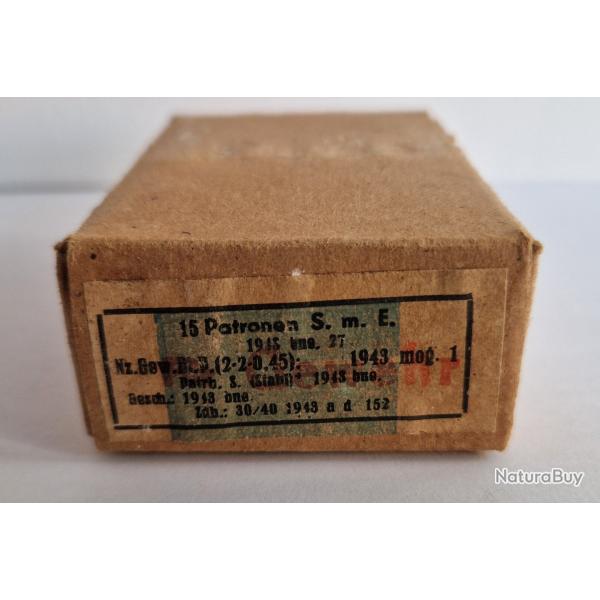 15 Patronen S. m. E.
1943 bne. 27
Nz.Gew.Bl.P.(2-2-0,45): 1943 mog. 1
Patrh. S. (Stahl)* 1943 bne.
Gesch.: 1943 bne.
Zdh.: 30/40 1943 a d 152
NaturaBuy